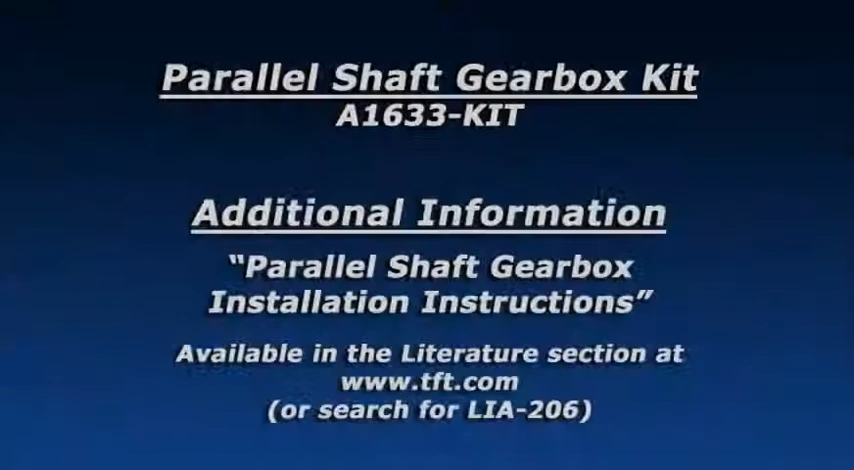 Parallel Shaft Gearbox Kit
A1633-KIT
Additional Information
“Parallel Shaft Gearbox
Installation Instructions”
Available in the Literature section at
www.tft.com
(or search for LIA-206)